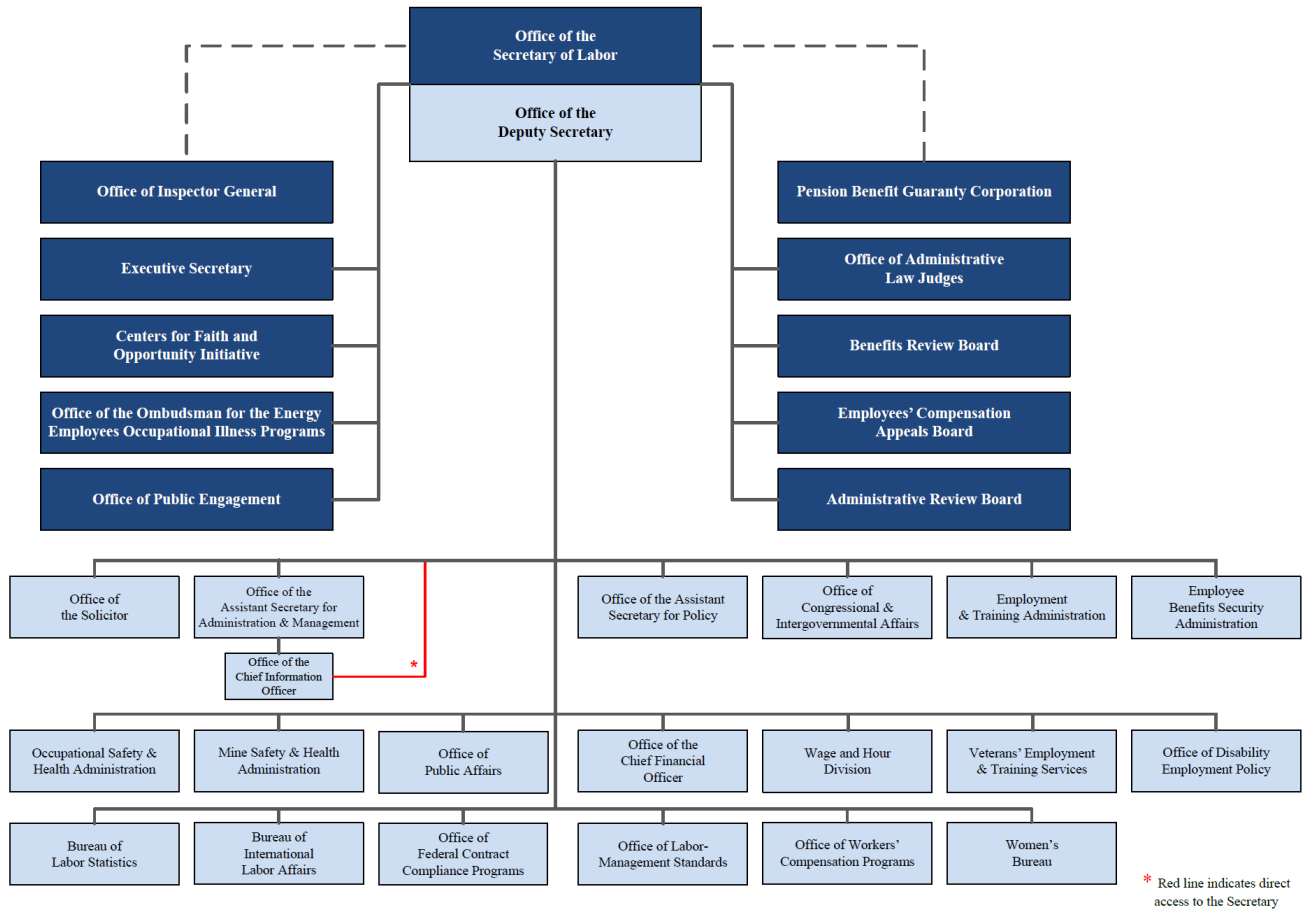 Office of the
Secretary of Labor
Office of the
Deputy Secretary
Office of Inspector General
Pension Benefit Guaranty Corporation
Executive Secretary
Office of Administrative
Law Judges
Centers for Faith and
Opportunity Initiative
Benefits Review Board
Office of the Ombudsman for the Energy
Employees Occupational Illness Programs
Employees’ Compensation
Appeals Board
Office of Public Engagement
Administrative Review Board
Office of
the Solicitor
Office of the
Assistant Secretary for
Administration & Management
Office of the Assistant
Secretary for Policy
Office of
Congressional &
Intergovernmental Affairs
Employment
& Training Administration
Employee
Benefits Security
Administration
Office of the
Chief Information
Officer
*
Occupational Safety &
Health Administration
Mine Safety & Health
Administration
Office of
Public Affairs
Office of the
Chief Financial
Officer
Wage and Hour
Division
Veterans’ Employment
& Training Services
Office of Disability
Employment Policy
Bureau of
Labor Statistics
Bureau of
International
Labor Affairs
Office of
Federal Contract
Compliance Programs
Office of Labor-
Management Standards
Office of Workers’
Compensation Programs
Women’s
Bureau
* Red line indicates direct
access to the Secretary